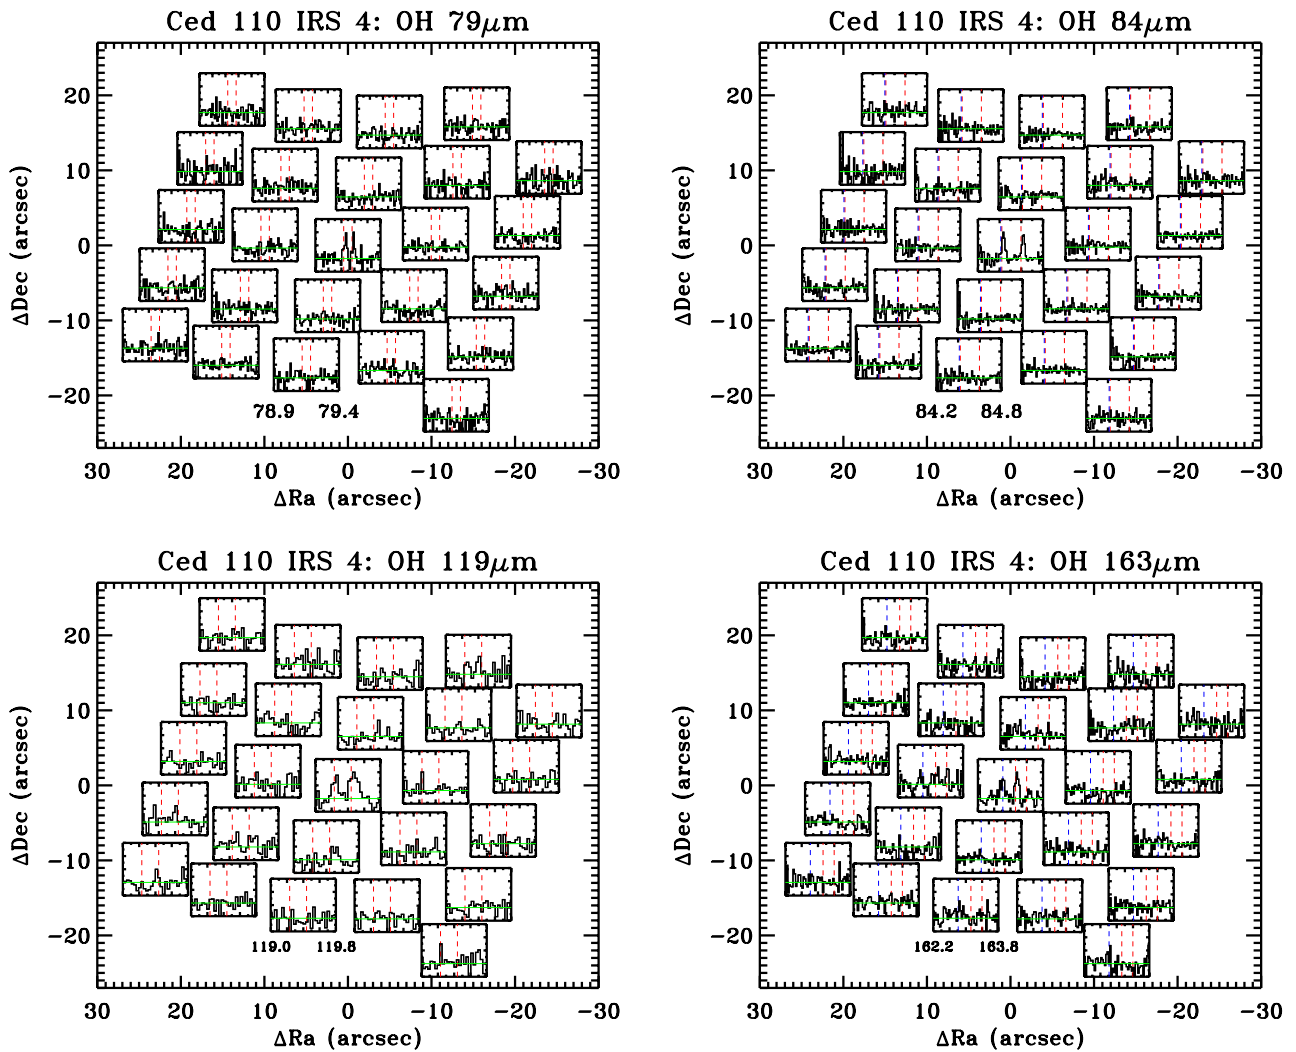 Ced 110 IRS 4: OH 79μm
ΔDec (arcsec)
20
10
0
−10
−20
78.9 79.4
30 20 10 0 −10 −20 −30
ΔRa (arcsec)
Ced 110 IRS 4: OH 84μm
ΔDec (arcsec)
20
10
0
−10
−20
84.2 84.8
30 20 10 0 −10 −20 −30
ΔRa (arcsec)
Ced 110 IRS 4: OH 119μm
ΔDec (arcsec)
20
10
0
−10
−20
119.0 119.8
30 20 10 0 −10 −20 −30
ΔRa (arcsec)
Ced 110 IRS 4: OH 163μm
ΔDec (arcsec)
20
10
0
−10
−20
162.2 163.8
30 20 10 0 −10 −20 −30
ΔRa (arcsec)